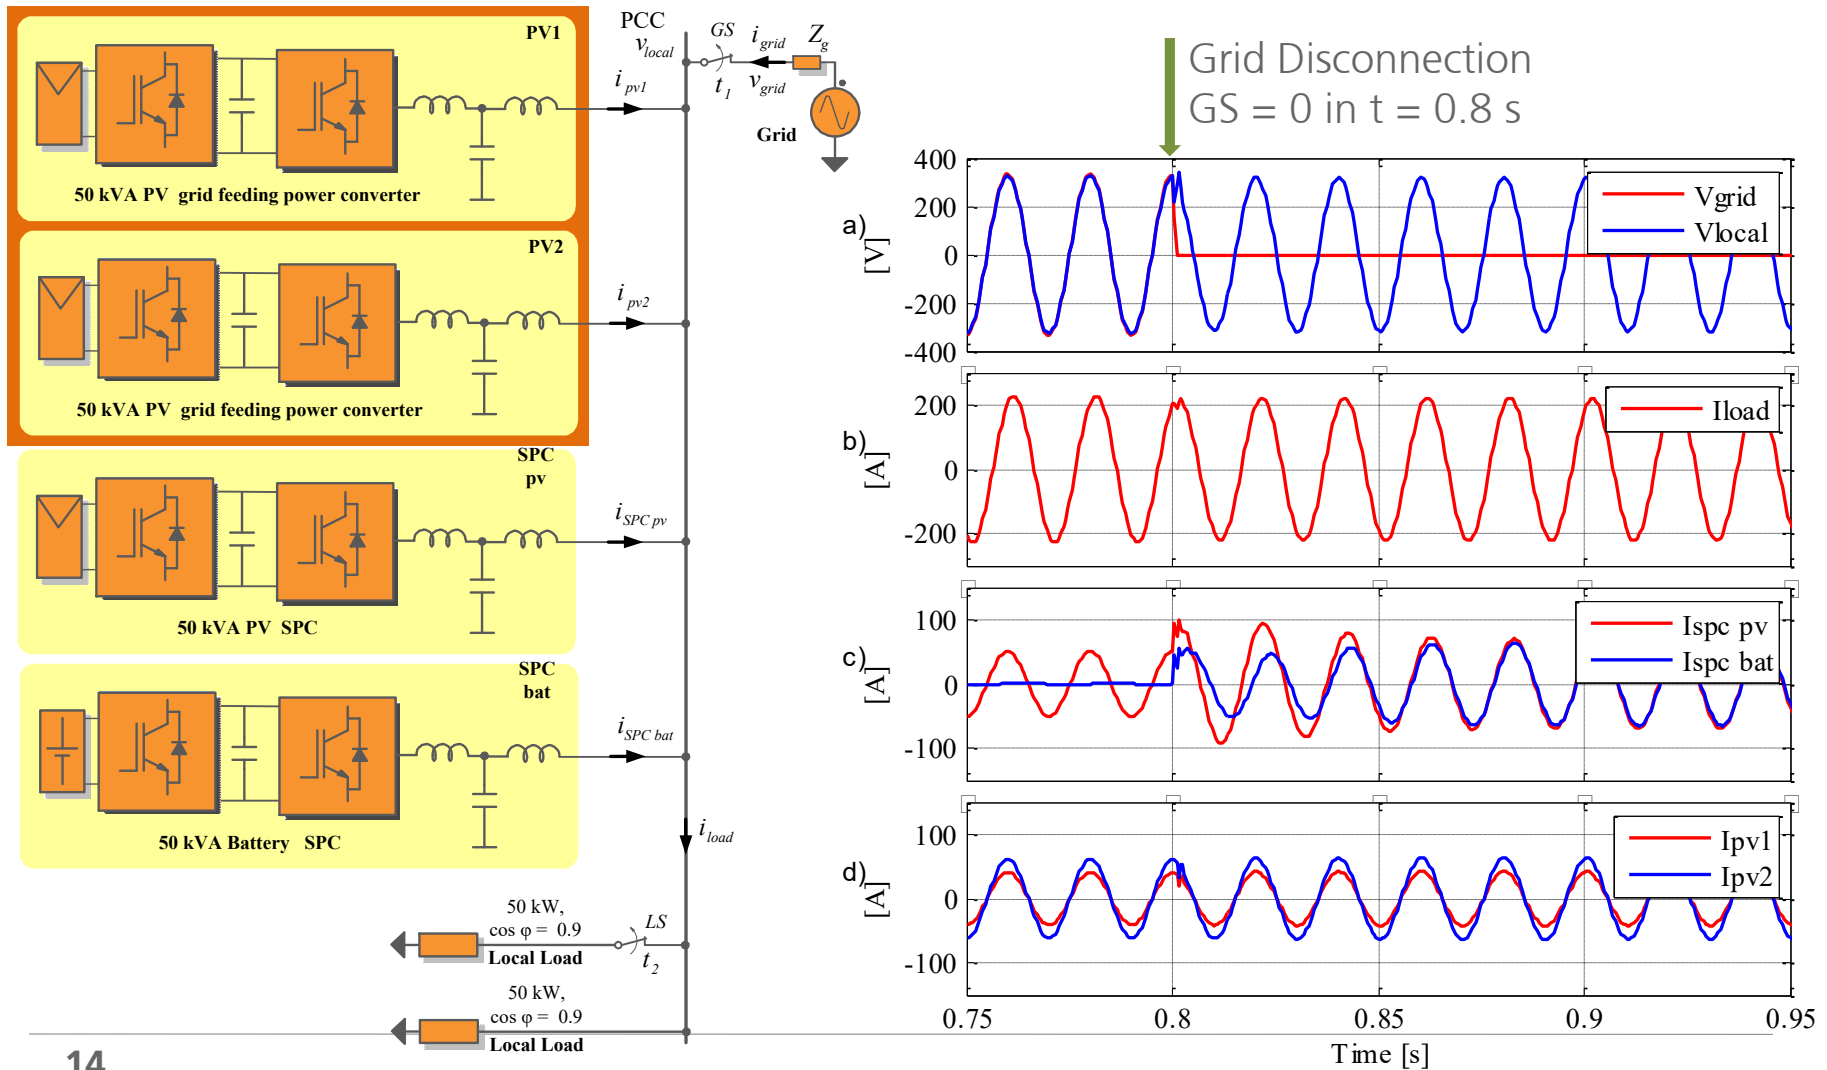 PV1
50 kVA PV grid feeding power converter
PV2
50 kVA PV grid feeding power converter
SPC
pv
50 kVA PV SPC
SPC
bat
50 kVA Battery SPC
i_pv1
i_pv2
i_SPC pv
i_SPC bat
i_load
PCC
v_local
GS
t_1
i_grid
v_grid
Z_g
Grid
50 kW,
cos φ = 0.9
Local Load
LS
t_2
50 kW,
cos φ = 0.9
Local Load
14
Grid Disconnection
GS = 0 in t = 0.8 s
a)
[V]
400
200
0
-200
-400
Vgrid
Vlocal
b)
[A]
200
0
-200
Iload
c)
[A]
100
0
-100
Ispc pv
Ispc bat
d)
[A]
100
0
-100
Ipv1
Ipv2
0.75 0.8 0.85 0.9 0.95
Time [s]